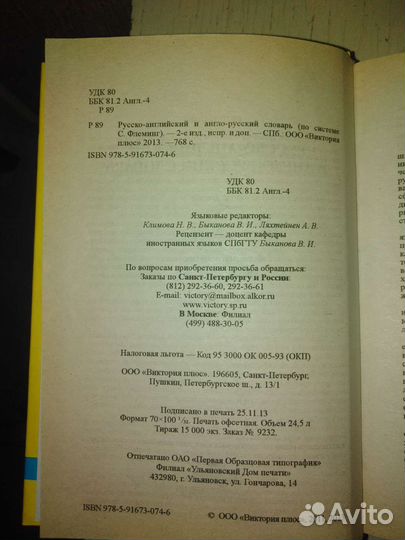 УДК 80
ББК 81.2 Англ.-4
Р 89
Р 89 Русско-английский и англо-русский словарь (по системе
С. Флеминг). — 2-е изд., испр. и доп. — СПб. ООО «Виктория
плюс» 2013. —768 с.
ISBN 978-5-91673-074-6
УДК 80
ББК 81.2 Англ.-4
Языковые редакторы:
Климова Н. В., Быканова В. И., Ляхтейнен А. В.
Рецензент — доцент кафедры
иностранных языков СПбГТУ Быканова В. И.
По вопросам приобретения просьба обращаться:
Заказы по Санкт-Петербургу и России:
(812) 292-36-60, 292-36-61
E-mail: victory@mailbox.alkor.ru
www.victory.sp.ru
В Москве: Филиал
(499) 488-30-05
Налоговая льгота — Код 95 3000 ОК 005-93 (ОКП)
ООО «Виктория плюс». 196605, Санкт-Петербург,
Пушкин, Петербургское ш., д. 13/1
Подписано в печать 25.11.13
Формат 70×100 1/32. Печать офсетная. Объем 24,5 л
Тираж 15 000 экз. Заказ № 9232.
Отпечатано ОАО «Первая Образцовая типография»
Филиал «Ульяновский Дом печати»
432980, г. Ульяновск, ул. Гончарова, 14
ISBN 978-5-91673-074-6
© ООО «Виктория плюс»
Avito